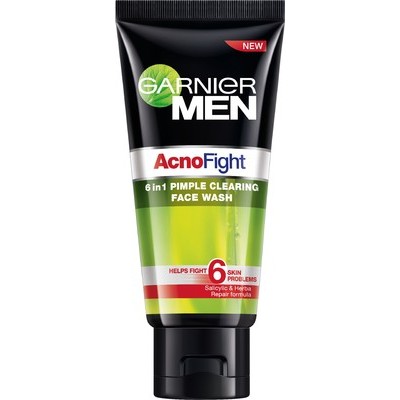 NEW
GARNIER
MEN
AcnoFight
6 in 1 PIMPLE CLEARING
FACE WASH
HELPS FIGHT 6 SKIN PROBLEMS
Salicylic & Herba
Repair formula